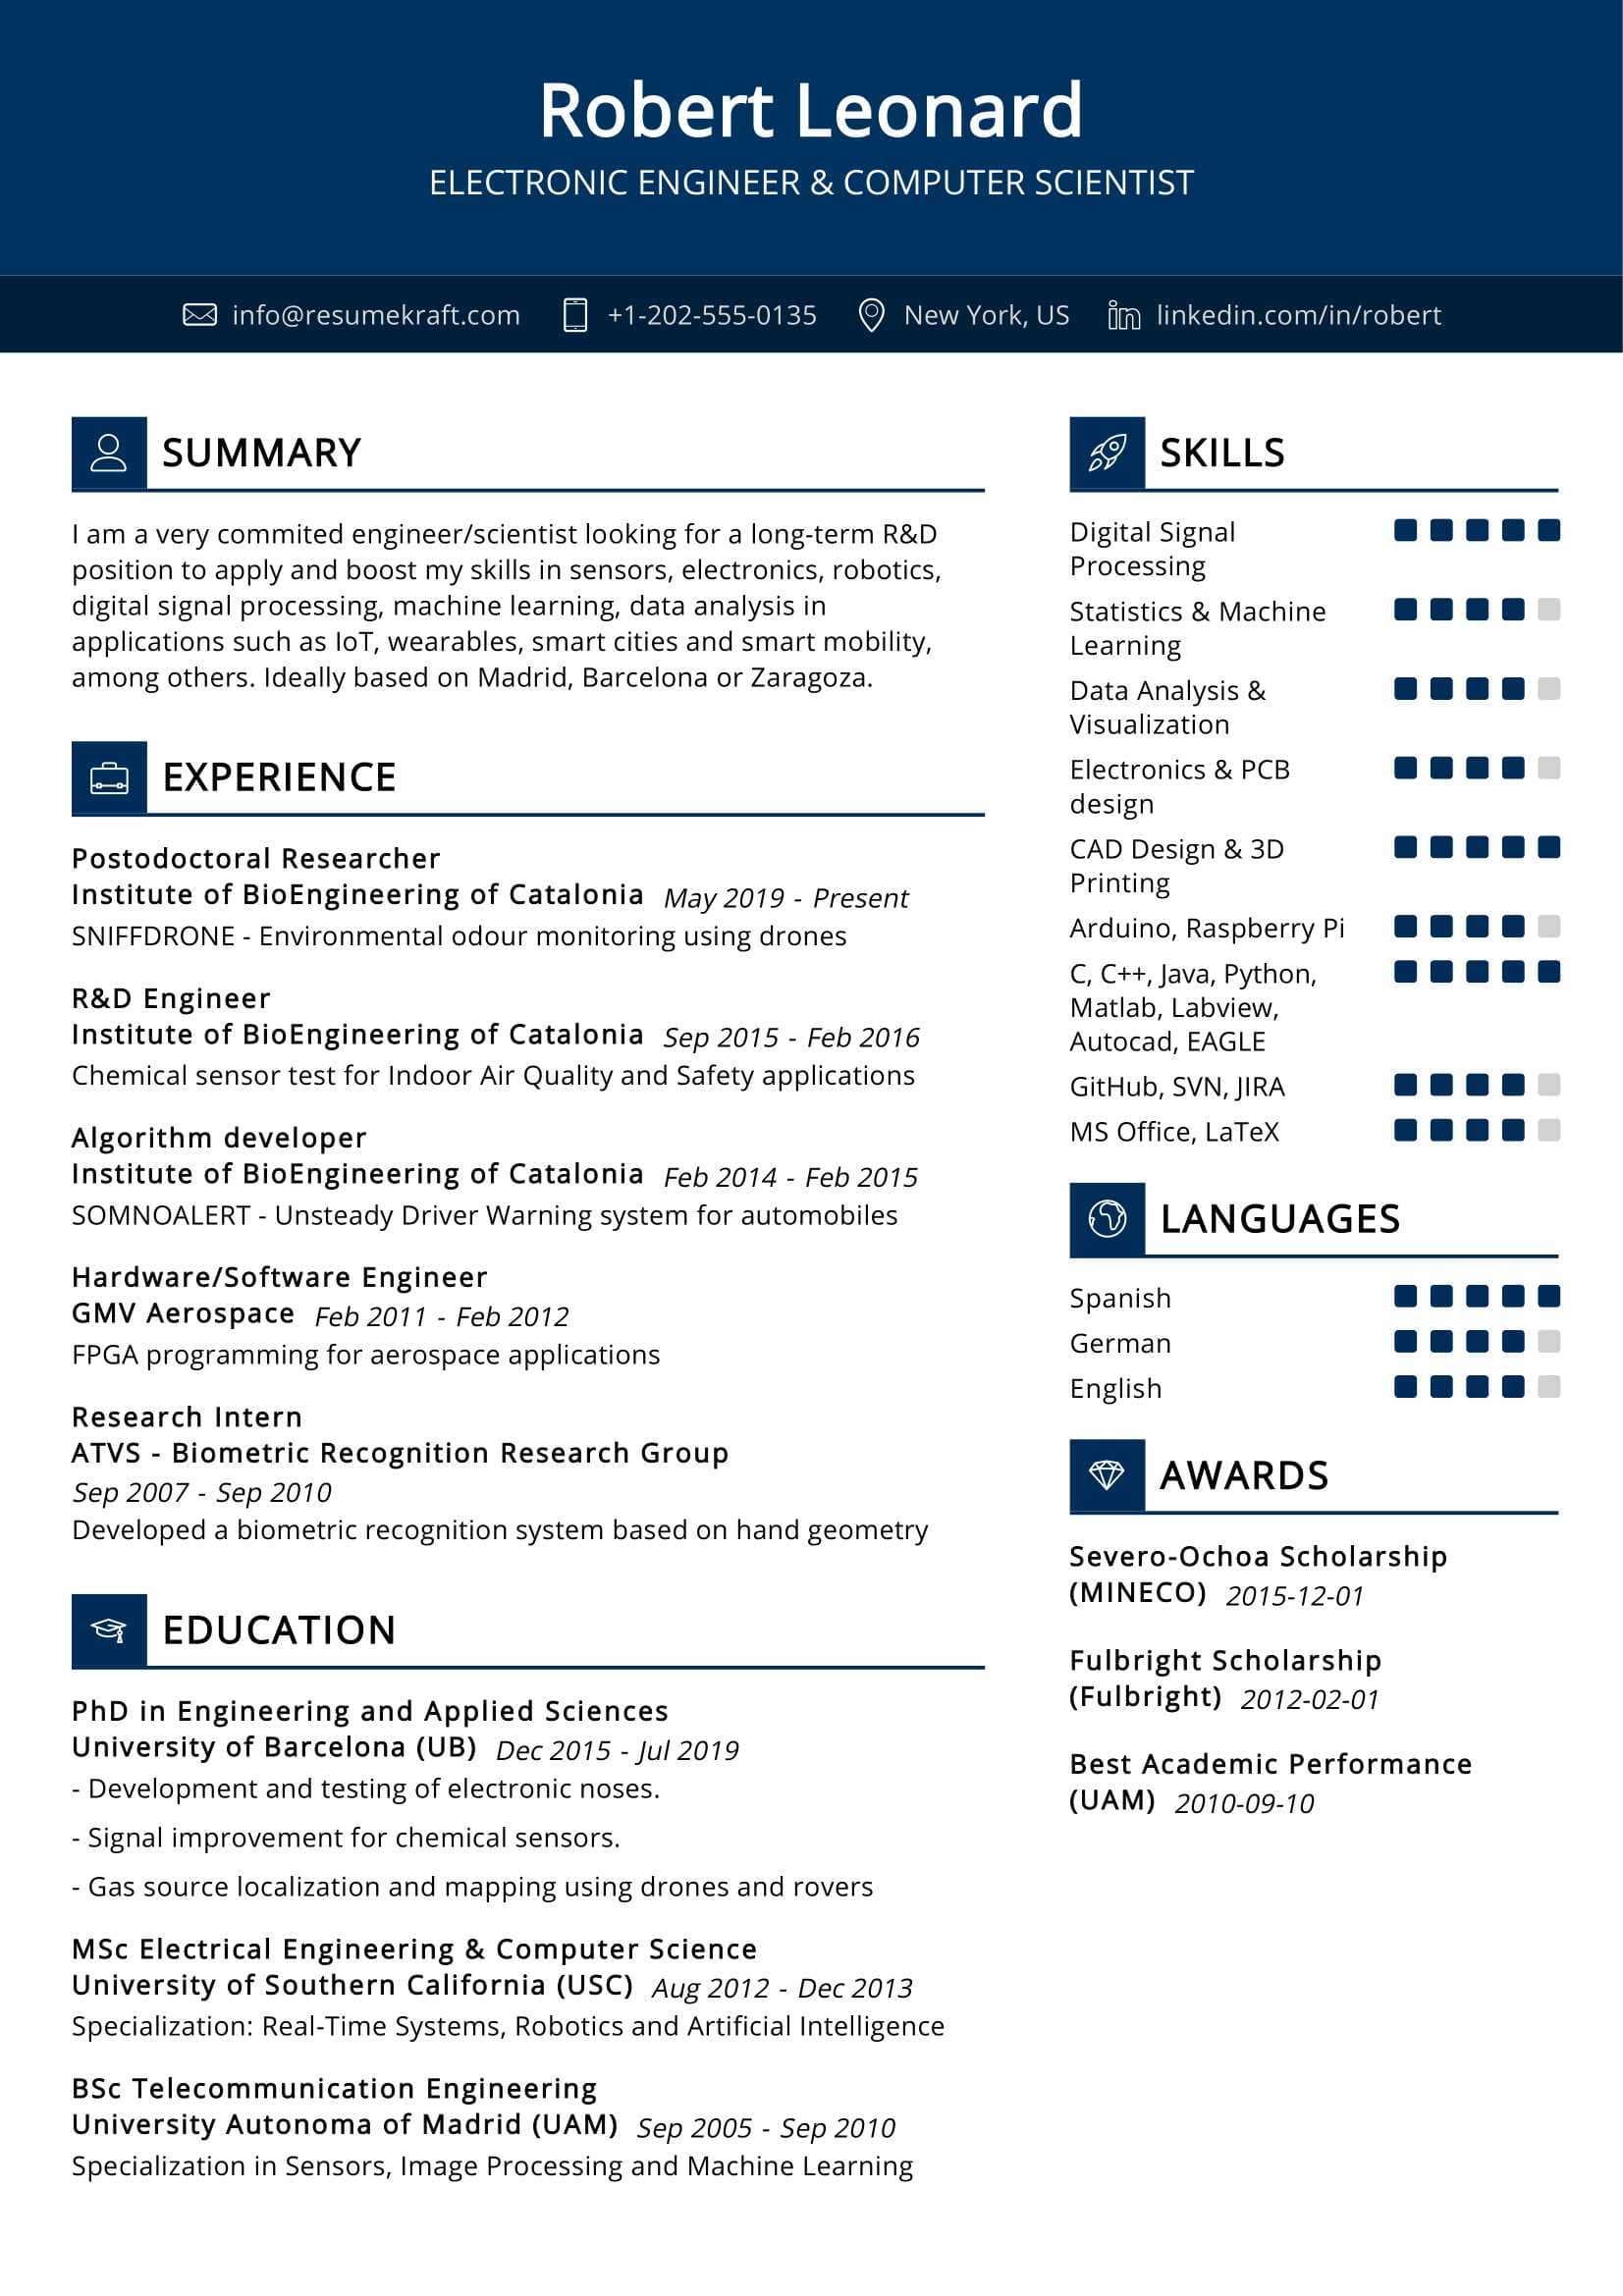 Robert Leonard
ELECTRONIC ENGINEER & COMPUTER SCIENTIST
info@resumekraft.com +1-202-555-0135 New York, US linkedin.com/in/robert
SUMMARY
I am a very commited engineer/scientist looking for a long-term R&D
position to apply and boost my skills in sensors, electronics, robotics,
digital signal processing, machine learning, data analysis in
applications such as IoT, wearables, smart cities and smart mobility,
among others. Ideally based on Madrid, Barcelona or Zaragoza.
EXPERIENCE
Postodoctoral Researcher
Institute of BioEngineering of Catalonia May 2019 - Present
SNIFFDRONE - Environmental odour monitoring using drones
R&D Engineer
Institute of BioEngineering of Catalonia Sep 2015 - Feb 2016
Chemical sensor test for Indoor Air Quality and Safety applications
Algorithm developer
Institute of BioEngineering of Catalonia Feb 2014 - Feb 2015
SOMNOALERT - Unsteady Driver Warning system for automobiles
Hardware/Software Engineer
GMV Aerospace Feb 2011 - Feb 2012
FPGA programming for aerospace applications
Research Intern
ATVS - Biometric Recognition Research Group
Sep 2007 - Sep 2010
Developed a biometric recognition system based on hand geometry
EDUCATION
PhD in Engineering and Applied Sciences
University of Barcelona (UB) Dec 2015 - Jul 2019
- Development and testing of electronic noses.
- Signal improvement for chemical sensors.
- Gas source localization and mapping using drones and rovers
MSc Electrical Engineering & Computer Science
University of Southern California (USC) Aug 2012 - Dec 2013
Specialization: Real-Time Systems, Robotics and Artificial Intelligence
BSc Telecommunication Engineering
University Autonoma of Madrid (UAM) Sep 2005 - Sep 2010
Specialization in Sensors, Image Processing and Machine Learning
SKILLS
Digital Signal
Processing
Statistics & Machine
Learning
Data Analysis &
Visualization
Electronics & PCB
design
CAD Design & 3D
Printing
Arduino, Raspberry Pi
C, C++, Java, Python,
Matlab, Labview,
Autocad, EAGLE
GitHub, SVN, JIRA
MS Office, LaTeX
LANGUAGES
Spanish
German
English
AWARDS
Severo-Ochoa Scholarship
(MINECO) 2015-12-01
Fulbright Scholarship
(Fulbright) 2012-02-01
Best Academic Performance
(UAM) 2010-09-10